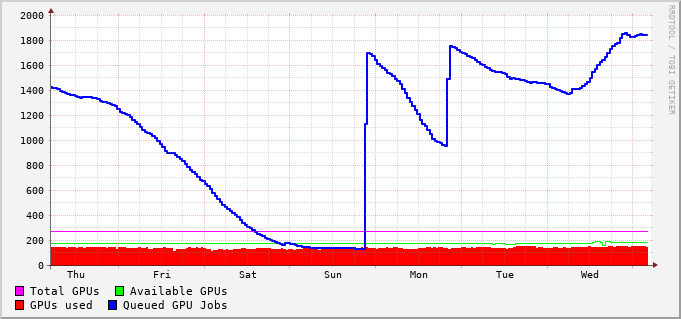 2000
1800
1600
1400
1200
1000
800
600
400
200
0
Thu Fri Sat Sun Mon Tue Wed
Total GPUs Available GPUs
GPUs used Queued GPU Jobs
RRDTOOL / TOBI OETIKER